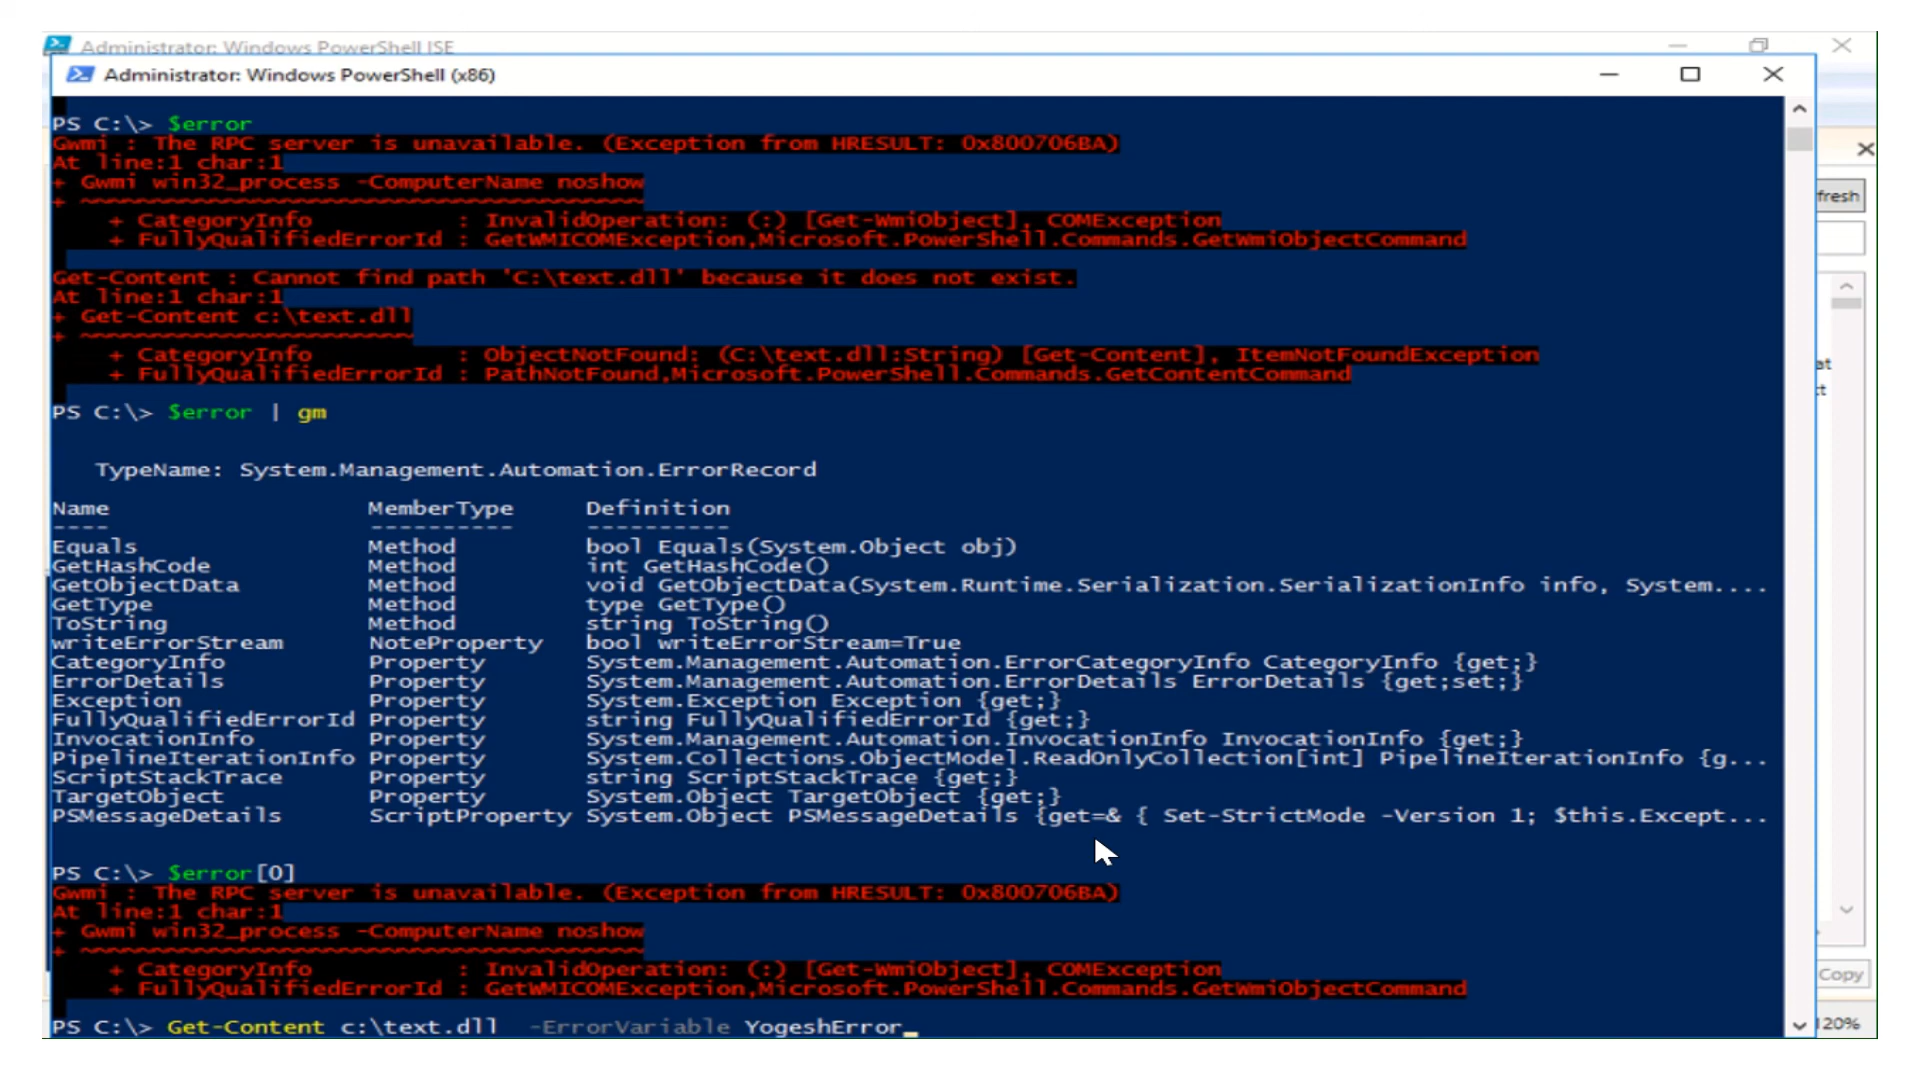 Administrator: Windows PowerShell ISE
Administrator: Windows PowerShell (x86)
PS C:\> $error
Gwmi : The RPC server is unavailable. (Exception from HRESULT: 0x800706BA)
At line:1 char:1
+ Gwmi win32_process -ComputerName noshow
+ ~~~~~~~~~~~~~~~~~~~~~~~~~~~~~~~~~~~~~~~
+ CategoryInfo : InvalidOperation: (:) [Get-WmiObject], COMException
+ FullyQualifiedErrorId : GetWMICOMException,Microsoft.PowerShell.Commands.GetWmiObjectCommand
Get-Content : Cannot find path 'C:\text.dll' because it does not exist.
At line:1 char:1
+ Get-Content c:\text.dll
+ ~~~~~~~~~~~~~~~~~~~~~~~
+ CategoryInfo : ObjectNotFound: (C:\text.dll:String) [Get-Content], ItemNotFoundException
+ FullyQualifiedErrorId : PathNotFound,Microsoft.PowerShell.Commands.GetContentCommand
PS C:\> $error | gm
TypeName: System.Management.Automation.ErrorRecord
Name MemberType Definition
---- ---------- ----------
Equals Method bool Equals(System.Object obj)
GetHashCode Method int GetHashCode()
GetObjectData Method void GetObjectData(System.Runtime.Serialization.SerializationInfo info, System....
GetType Method type GetType()
ToString Method string ToString()
writeErrorStream NoteProperty bool writeErrorStream=True
CategoryInfo Property System.Management.Automation.ErrorCategoryInfo CategoryInfo {get;}
ErrorDetails Property System.Management.Automation.ErrorDetails ErrorDetails {get;set;}
Exception Property System.Exception Exception {get;}
FullyQualifiedErrorId Property string FullyQualifiedErrorId {get;}
InvocationInfo Property System.Management.Automation.InvocationInfo InvocationInfo {get;}
PipelineIterationInfo Property System.Collections.ObjectModel.ReadOnlyCollection[int] PipelineIterationInfo {g...
ScriptStackTrace Property string ScriptStackTrace {get;}
TargetObject Property System.Object TargetObject {get;}
PSMessageDetails ScriptProperty System.Object PSMessageDetails {get=& { Set-StrictMode -Version 1; $this.Except...
PS C:\> $error[0]
Gwmi : The RPC server is unavailable. (Exception from HRESULT: 0x800706BA)
At line:1 char:1
+ Gwmi win32_process -ComputerName noshow
+ ~~~~~~~~~~~~~~~~~~~~~~~~~~~~~~~~~~~~~~~
+ CategoryInfo : InvalidOperation: (:) [Get-WmiObject], COMException
+ FullyQualifiedErrorId : GetWMICOMException,Microsoft.PowerShell.Commands.GetWmiObjectCommand
PS C:\> Get-Content c:\text.dll -ErrorVariable YogeshError_
fresh
at
ct
Copy
120%